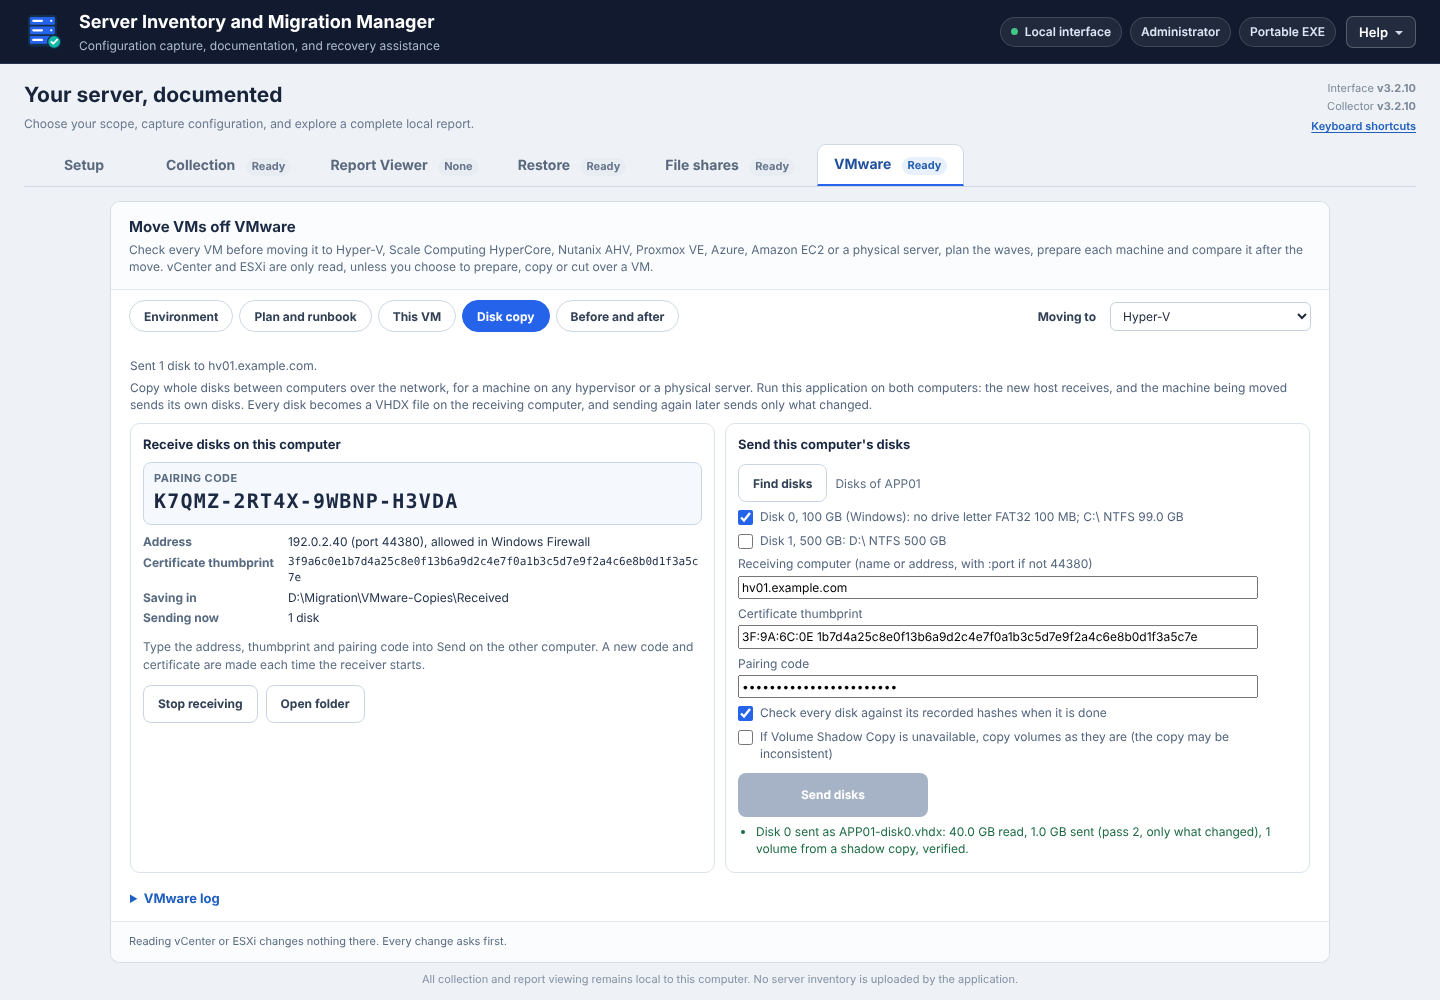 Server Inventory and Migration Manager
Configuration capture, documentation, and recovery assistance
Local interface
Administrator
Portable EXE
Help
Your server, documented
Choose your scope, capture configuration, and explore a complete local report.
Interface v3.2.10
Collector v3.2.10
Keyboard shortcuts
Setup
Collection Ready
Report Viewer None
Restore Ready
File shares Ready
VMware Ready
Move VMs off VMware
Check every VM before moving it to Hyper-V, Scale Computing HyperCore, Nutanix AHV, Proxmox VE, Azure, Amazon EC2 or a physical server, plan the waves, prepare each machine and compare it after the
move. vCenter and ESXi are only read, unless you choose to prepare, copy or cut over a VM.
Environment
Plan and runbook
This VM
Disk copy
Before and after
Moving to
Hyper-V
Sent 1 disk to hv01.example.com.
Copy whole disks between computers over the network, for a machine on any hypervisor or a physical server. Run this application on both computers: the new host receives, and the machine being moved
sends its own disks. Every disk becomes a VHDX file on the receiving computer, and sending again later sends only what changed.
Receive disks on this computer
PAIRING CODE
K7QMZ-2RT4X-9WBNP-H3VDA
Address 192.0.2.40 (port 44380), allowed in Windows Firewall
Certificate thumbprint 3f9a6c0e1b7d4a25c8e0f13b6a9d2c4e7f0a1b3c5d7e9f2a4c6e8b0d1f3a5c
7e
Saving in D:\Migration\VMware-Copies\Received
Sending now 1 disk
Type the address, thumbprint and pairing code into Send on the other computer. A new code and
certificate are made each time the receiver starts.
Stop receiving
Open folder
Send this computer's disks
Find disks
Disks of APP01
Disk 0, 100 GB (Windows): no drive letter FAT32 100 MB; C:\ NTFS 99.0 GB
Disk 1, 500 GB: D:\ NTFS 500 GB
Receiving computer (name or address, with :port if not 44380)
hv01.example.com
Certificate thumbprint
3F:9A:6C:0E 1b7d4a25c8e0f13b6a9d2c4e7f0a1b3c5d7e9f2a4c6e8b0d1f3a5c7e
Pairing code
•••••••••••••••••••••••
Check every disk against its recorded hashes when it is done
If Volume Shadow Copy is unavailable, copy volumes as they are (the copy may be
inconsistent)
Send disks
• Disk 0 sent as APP01-disk0.vhdx: 40.0 GB read, 1.0 GB sent (pass 2, only what changed), 1
volume from a shadow copy, verified.
VMware log
Reading vCenter or ESXi changes nothing there. Every change asks first.
All collection and report viewing remains local to this computer. No server inventory is uploaded by the application.